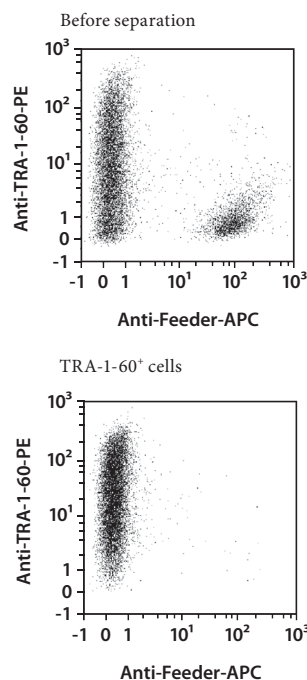 Before separation
Anti-TRA-1-60-PE
10³
10²
10¹
1
0
-1
-1 0 1 10¹ 10² 10³
Anti-Feeder-APC
TRA-1-60⁺ cells
Anti-TRA-1-60-PE
10³
10²
10¹
1
0
-1
-1 0 1 10¹ 10² 10³
Anti-Feeder-APC